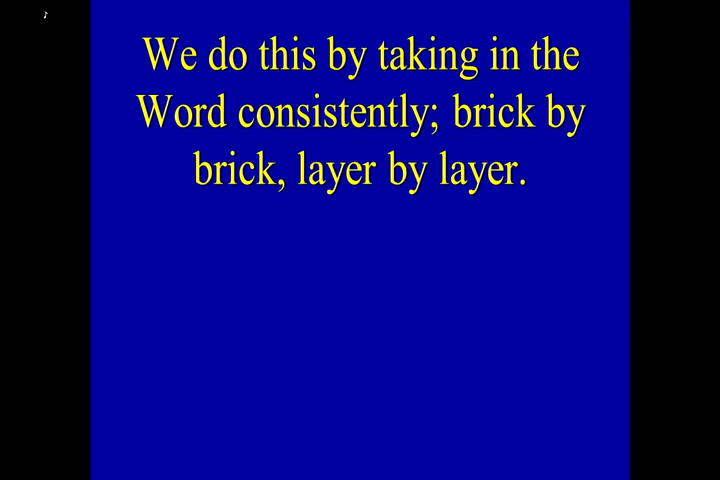 ♪
We do this by taking in the
Word consistently; brick by
brick, layer by layer.